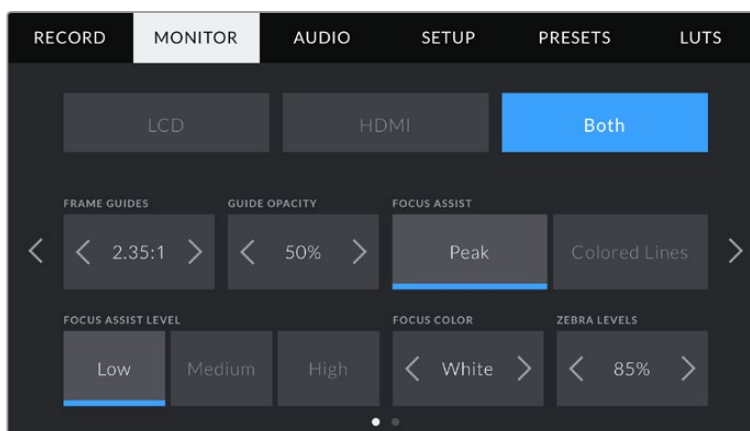 RECORD MONITOR AUDIO SETUP PRESETS LUTS
LCD HDMI Both
FRAME GUIDES GUIDE OPACITY FOCUS ASSIST
2.35:1 50% Peak Colored Lines
FOCUS ASSIST LEVEL FOCUS COLOR ZEBRA LEVELS
Low Medium High White 85%